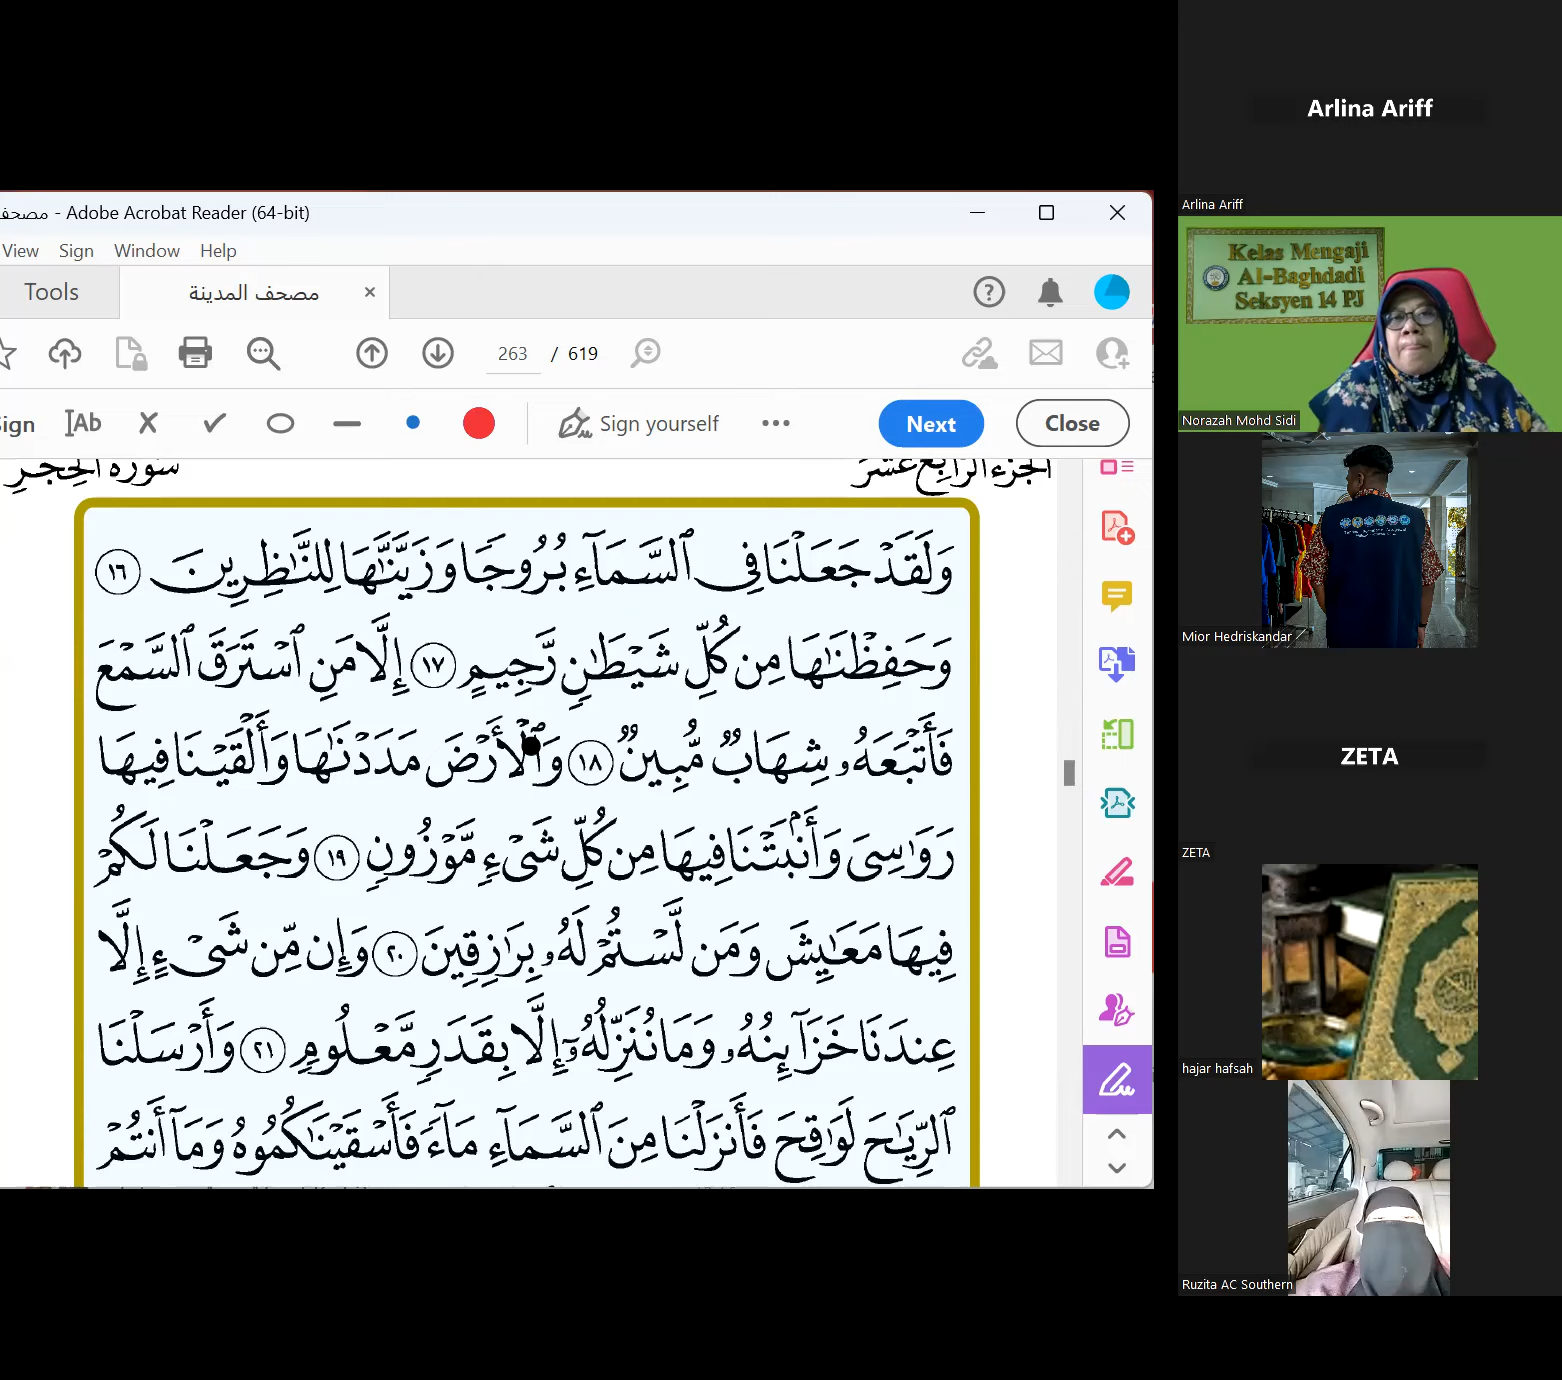 مصحف - Adobe Acrobat Reader (64-bit)
View Sign Window Help
Tools
مصحف المدينة
263 / 619
Sign yourself
Next
Close
سورة الحجر
الجزء الرابع عشر
وَلَقَدْ جَعَلْنَا فِى ٱلسَّمَآءِ بُرُوجًا وَزَيَّنَّـٰهَا لِلنَّـٰظِرِينَ ١٦
وَحَفِظْنَـٰهَا مِن كُلِّ شَيْطَـٰنٍ رَّجِيمٍ ١٧ إِلَّا مَنِ ٱسْتَرَقَ ٱلسَّمْعَ
فَأَتْبَعَهُۥ شِهَابٌ مُّبِينٌ ١٨ وَٱلْأَرْضَ مَدَدْنَـٰهَا وَأَلْقَيْنَا فِيهَا
رَوَٰسِىَ وَأَنۢبَتْنَا فِيهَا مِن كُلِّ شَىْءٍ مَّوْزُونٍ ١٩ وَجَعَلْنَا لَكُمْ
فِيهَا مَعَـٰيِشَ وَمَن لَّسْتُمْ لَهُۥ بِرَٰزِقِينَ ٢٠ وَإِن مِّن شَىْءٍ إِلَّا
عِندَنَا خَزَآئِنُهُۥ وَمَا نُنَزِّلُهُۥٓ إِلَّا بِقَدَرٍ مَّعْلُومٍ ٢١ وَأَرْسَلْنَا
ٱلرِّيَـٰحَ لَوَٰقِحَ فَأَنزَلْنَا مِنَ ٱلسَّمَآءِ مَآءً فَأَسْقَيْنَـٰكُمُوهُ وَمَآ أَنتُمْ
Arlina Ariff
Arlina Ariff
Kelas Mengaji
Al-Baghdadi
Seksyen 14 PJ
Norazah Mohd Sidi
Mior Hedriskandar
ZETA
ZETA
hajar hafsah
Ruzita AC Southern